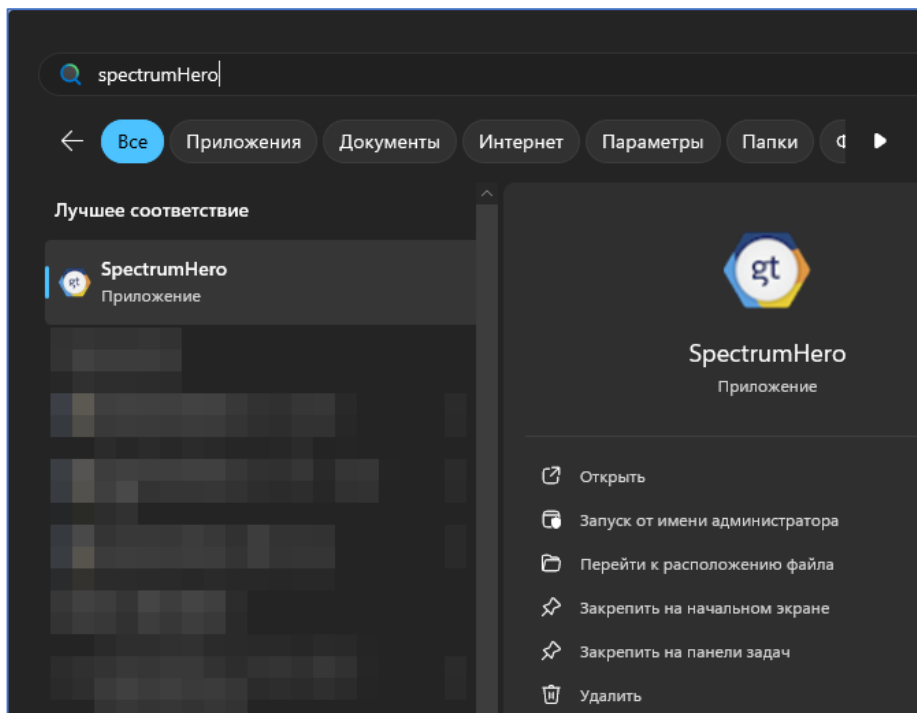 spectrumHero
Все Приложения Документы Интернет Параметры Папки
Лучшее соответствие
SpectrumHero
Приложение
gt
SpectrumHero
Приложение
Открыть
Запуск от имени администратора
Перейти к расположению файла
Закрепить на начальном экране
Закрепить на панели задач
Удалить